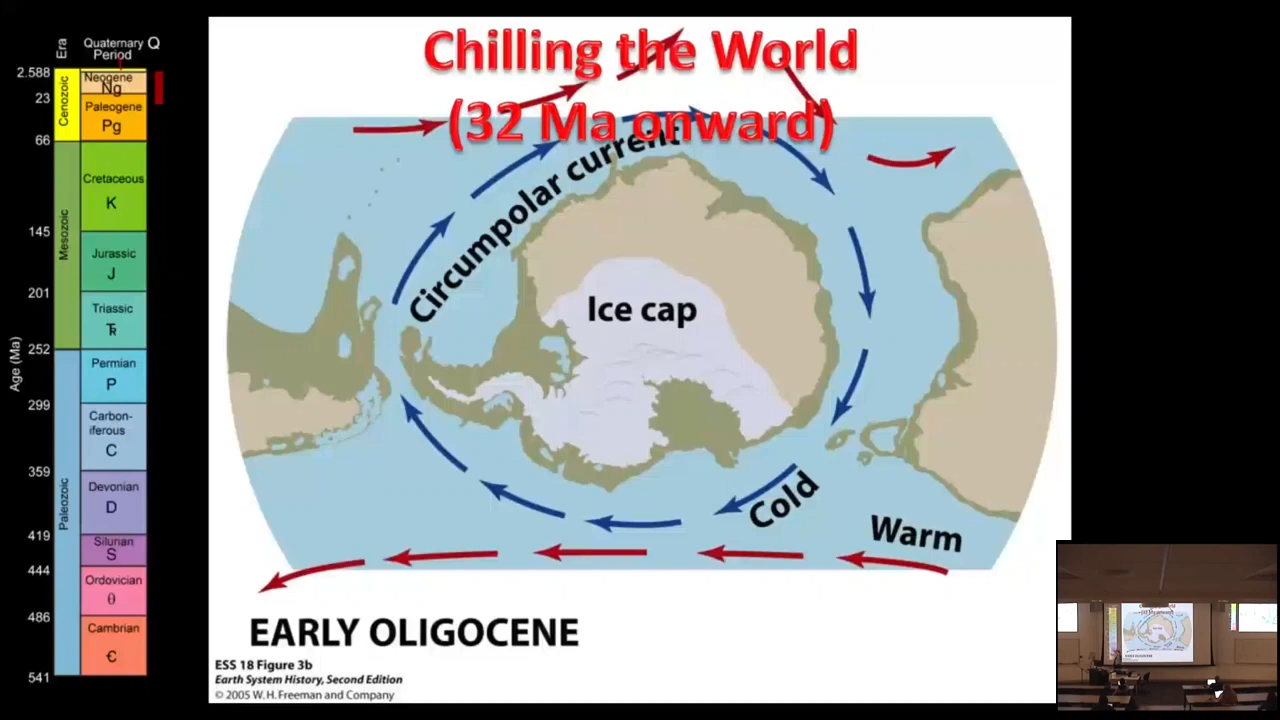 Chilling the World
(32 Ma onward)
Era
Quaternary Q
Period
2.588
Neogene
Ng
23
Paleogene
Pg
66
Cenozoic
Cretaceous
K
145
Jurassic
J
201
Triassic
TR
252
Mesozoic
Age (Ma)
Permian
P
299
Carbon-
iferous
C
359
Devonian
D
419
Silurian
S
444
Ordovician
θ
486
Cambrian
Є
541
Paleozoic
Circumpolar current
Ice cap
Cold
Warm
EARLY OLIGOCENE
ESS 18 Figure 3b
Earth System History, Second Edition
© 2005 W. H. Freeman and Company